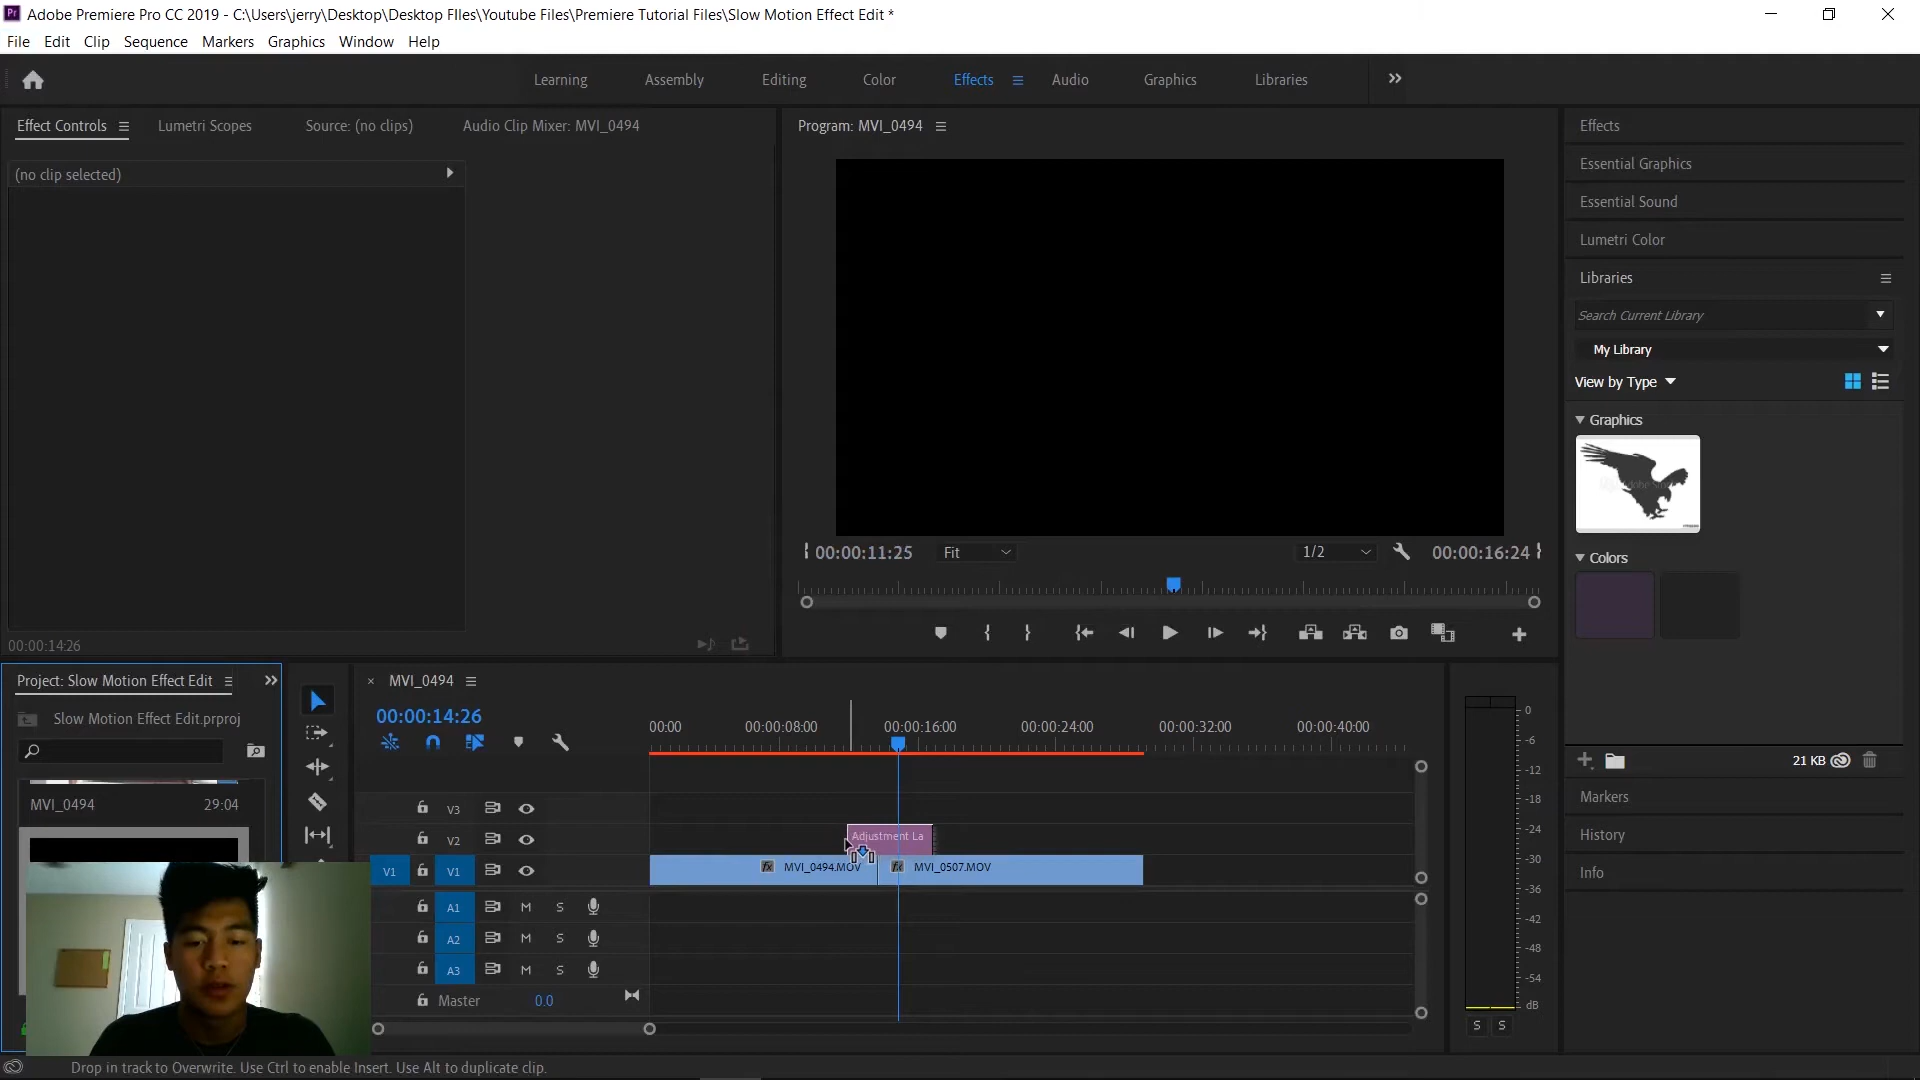 Adobe Premiere Pro CC 2019 - C:\Users\jerry\Desktop\Desktop FIles\Youtube Files\Premiere Tutorial Files\Slow Motion Effect Edit *
File Edit Clip Sequence Markers Graphics Window Help
Learning Assembly Editing Color Effects Audio Graphics Libraries
Effect Controls Lumetri Scopes Source: (no clips) Audio Clip Mixer: MVI_0494
(no clip selected)
00:00:14:26
Program: MVI_0494
00:00:11:25 Fit 1/2 00:00:16:24
Effects
Essential Graphics
Essential Sound
Lumetri Color
Libraries
Search Current Library
My Library
View by Type
Graphics
Colors
21 KB
Markers
History
Info
Project: Slow Motion Effect Edit
Slow Motion Effect Edit.prproj
MVI_0494 29:04
MVI_0494
00:00:14:26
00:00 00:00:08:00 00:00:16:00 00:00:24:00 00:00:32:00 00:00:40:00
V3
V2 Adjustment La
V1 V1 fx MVI_0494.MOV fx MVI_0507.MOV
A1 M S
A2 M S
A3 M S
Master 0.0
0
-6
-12
-18
-24
-30
-36
-42
-48
-54
dB
S S
Drop in track to Overwrite. Use Ctrl to enable Insert. Use Alt to duplicate clip.